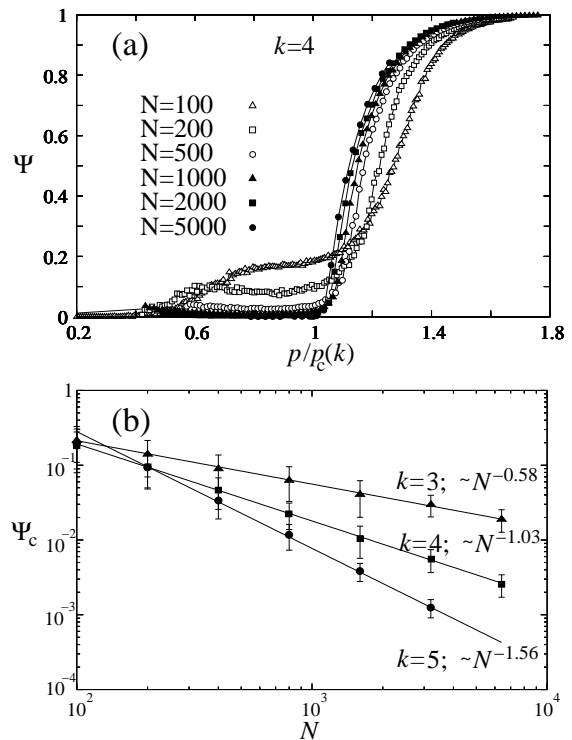 (a)
k=4
N=100
N=200
N=500
N=1000
N=2000
N=5000
Ψ
1
0.8
0.6
0.4
0.2
0
0.2 0.6 1 1.4 1.8
p/p_c(k)
(b)
Ψ_c
1
10^{-1}
10^{-2}
10^{-3}
10^{-4}
k=3; ~N^{-0.58}
k=4; ~N^{-1.03}
k=5; ~N^{-1.56}
10^2 10^3 10^4
N